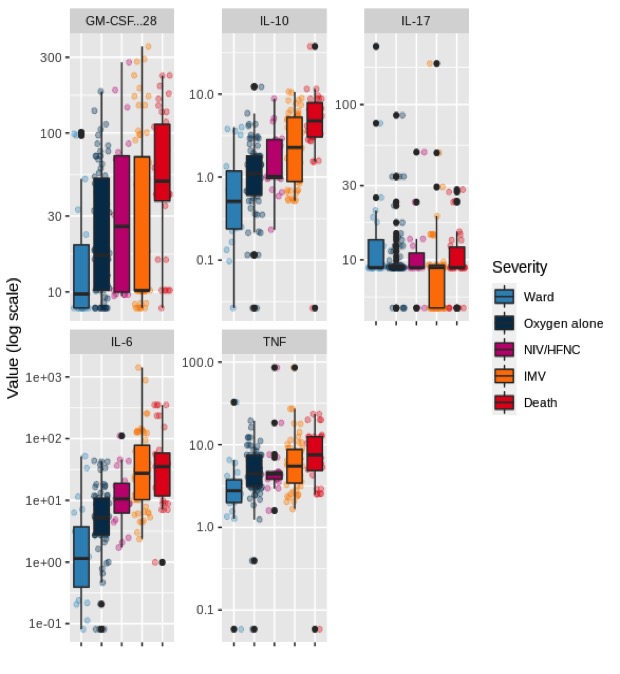 GM-CSF...28
IL-10
IL-17
300
100
30
10
10.0
1.0
0.1
100
30
10
Value (log scale)
IL-6
TNF
1e+03
1e+02
1e+01
1e+00
1e-01
100.0
10.0
1.0
0.1
Severity
Ward
Oxygen alone
NIV/HFNC
IMV
Death